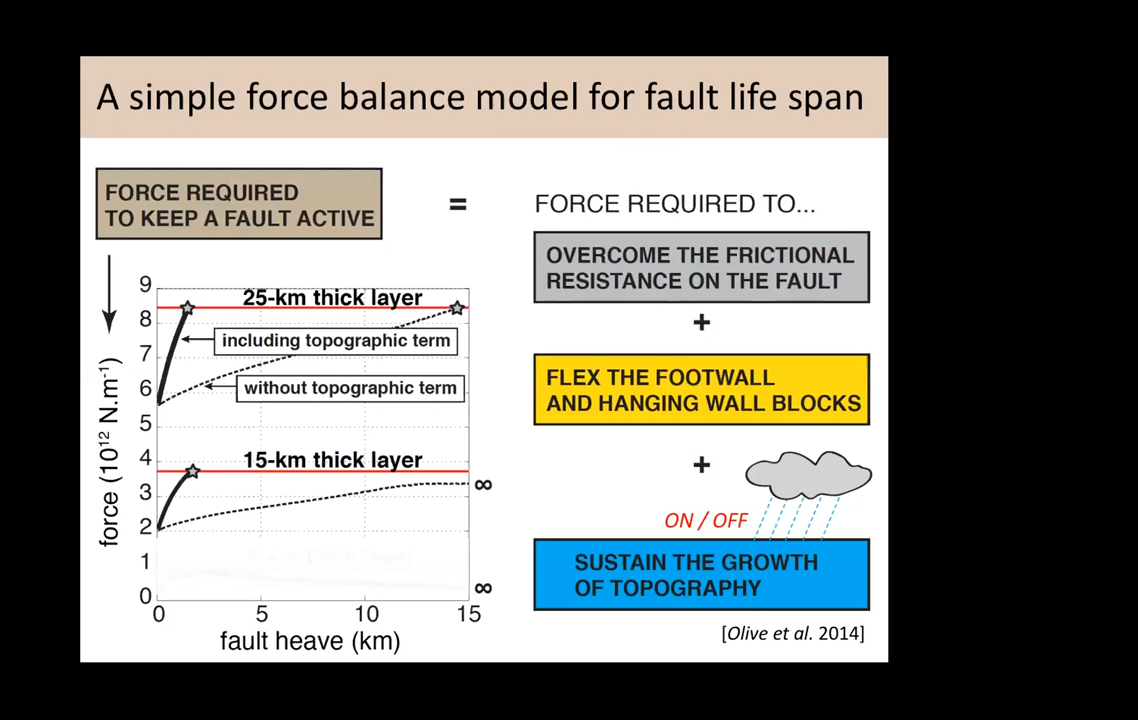 A simple force balance model for fault life span
FORCE REQUIRED
TO KEEP A FAULT ACTIVE
=
FORCE REQUIRED TO...
OVERCOME THE FRICTIONAL
RESISTANCE ON THE FAULT
+
FLEX THE FOOTWALL
AND HANGING WALL BLOCKS
+
ON / OFF
SUSTAIN THE GROWTH
OF TOPOGRAPHY
[Olive et al. 2014]
force (10¹² N.m⁻¹)
9
8
7
6
5
4
3
2
1
0
25-km thick layer
including topographic term
without topographic term
15-km thick layer
∞
∞
0 5 10 15
fault heave (km)